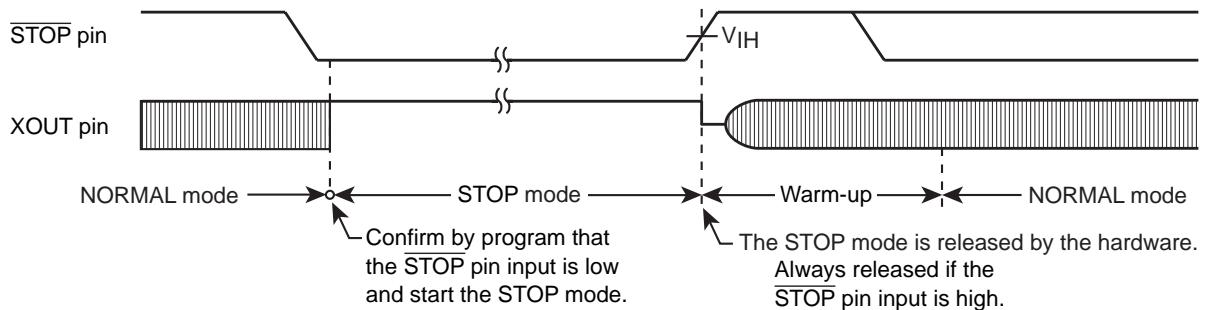 STOP pin
VIH
XOUT pin
NORMAL mode
STOP mode
Warm-up
NORMAL mode
Confirm by program that
the STOP pin input is low
and start the STOP mode.
The STOP mode is released by the hardware.
Always released if the
STOP pin input is high.